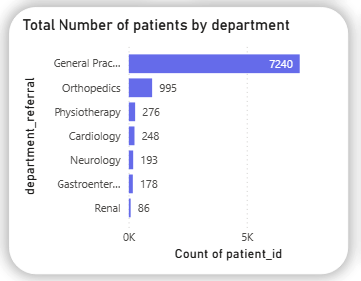 Total Number of patients by department
department_referral
General Prac... 7240
Orthopedics 995
Physiotherapy 276
Cardiology 248
Neurology 193
Gastroenter... 178
Renal 86
0K 5K
Count of patient_id